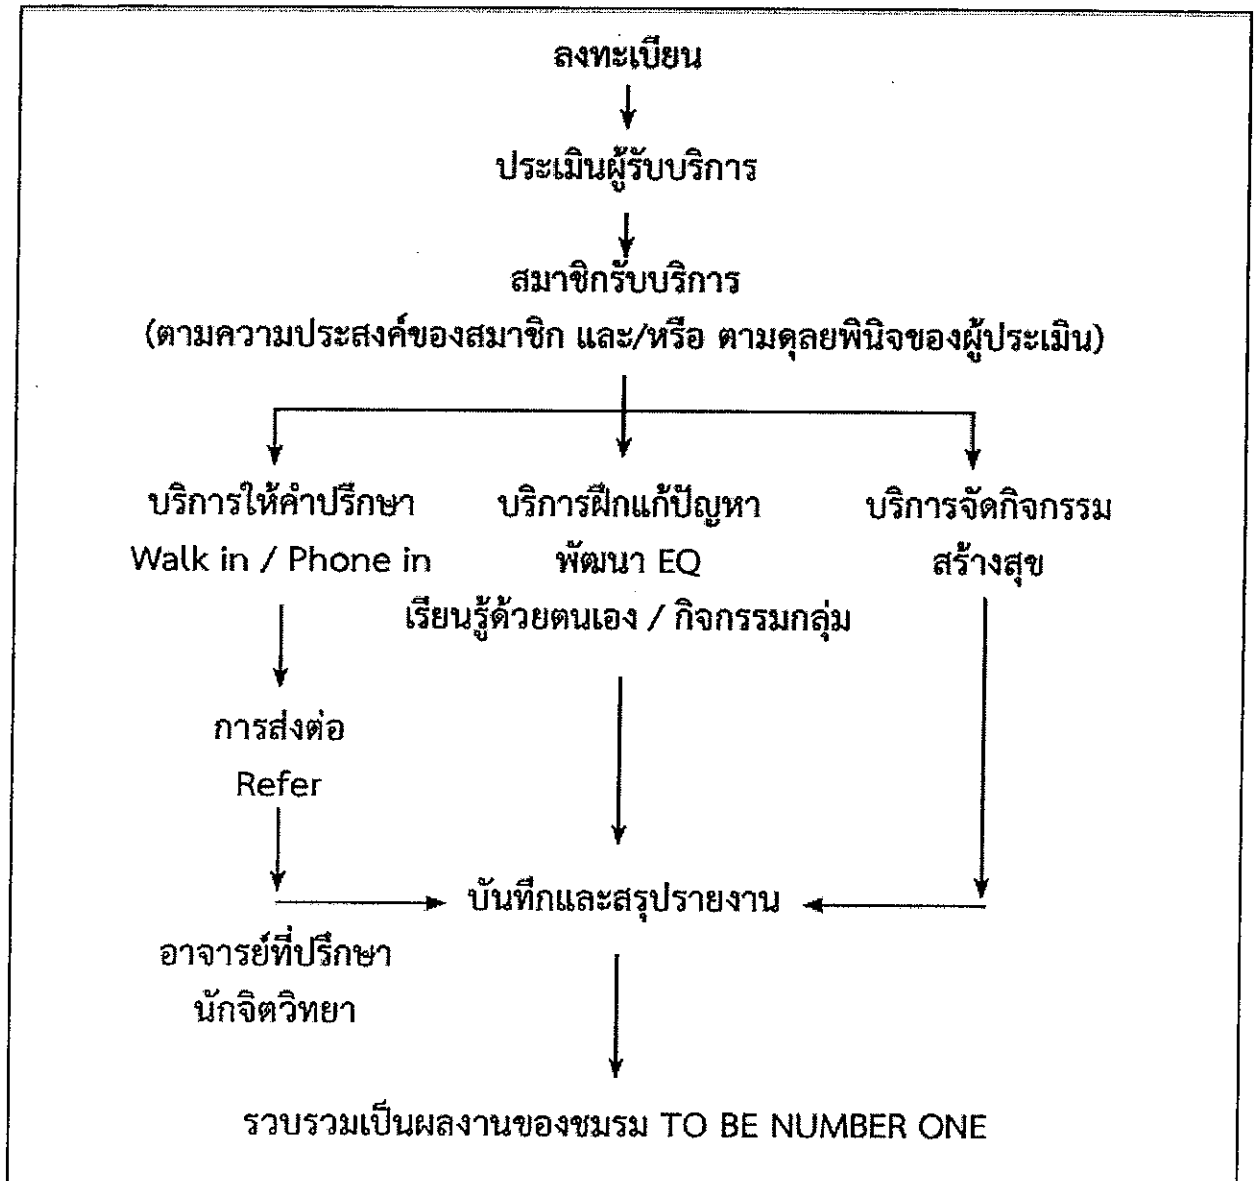 ลงทะเบียน
ประเมินผู้รับบริการ
สมาชิกรับบริการ
(ตามความประสงค์ของสมาชิก และ/หรือ ตามดุลยพินิจของผู้ประเมิน)
บริการให้คำปรึกษา
Walk in / Phone in
บริการฝึกแก้ปัญหา
พัฒนา EQ
เรียนรู้ด้วยตนเอง / กิจกรรมกลุ่ม
บริการจัดกิจกรรม
สร้างสุข
การส่งต่อ
Refer
บันทึกและสรุปรายงาน
อาจารย์ที่ปรึกษา
นักจิตวิทยา
รวบรวมเป็นผลงานของชมรม TO BE NUMBER ONE